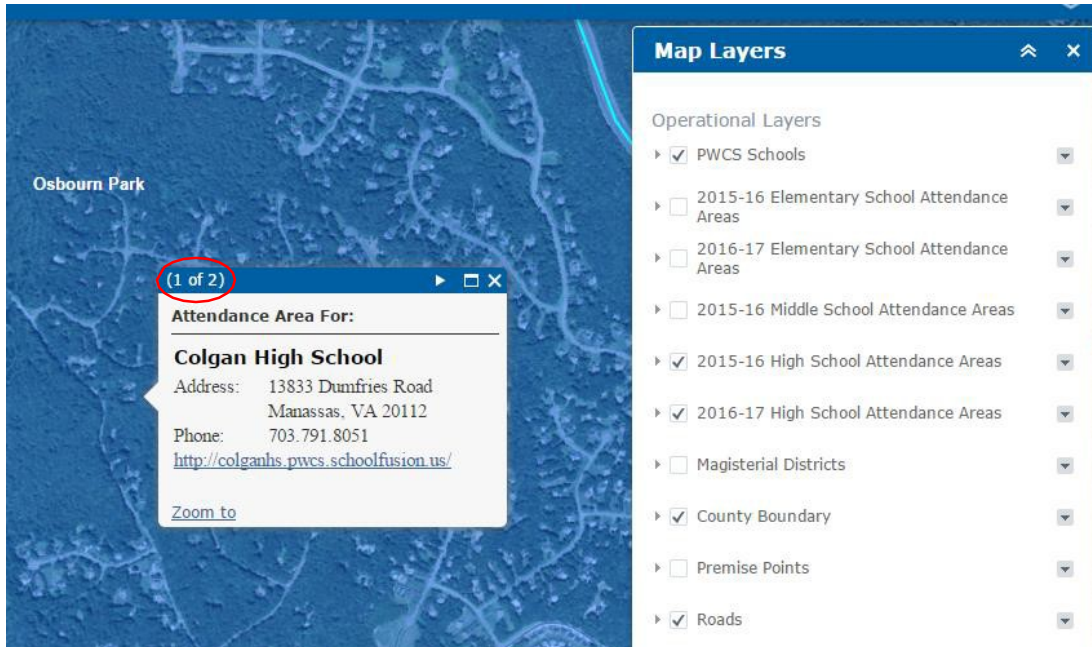 Map Layers
Operational Layers
PWCS Schools
2015-16 Elementary School Attendance
Areas
2016-17 Elementary School Attendance
Areas
2015-16 Middle School Attendance Areas
2015-16 High School Attendance Areas
2016-17 High School Attendance Areas
Magisterial Districts
County Boundary
Premise Points
Roads
Osbourn Park
(1 of 2)
Attendance Area For:
Colgan High School
Address: 13833 Dumfries Road
Manassas, VA 20112
Phone: 703.791.8051
http://colganhs.pwcs.schoolfusion.us/
Zoom to